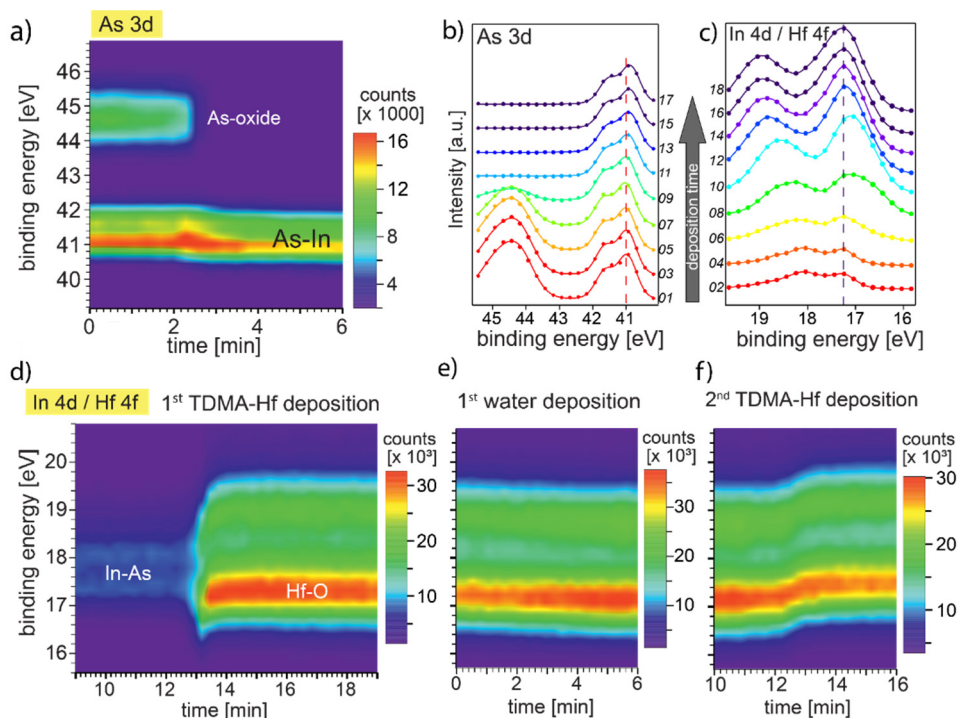 a)
As 3d
46
45
44
43
42
41
40
binding energy [eV]
As-oxide
As-In
0
2
4
6
time [min]
counts
[x 1000]
16
12
8
4
b)
As 3d
Intensity [a.u.]
17
15
13
11
09
07
05
03
01
45
44
43
42
41
binding energy [eV]
deposition time
c)
In 4d / Hf 4f
18
16
14
12
10
08
06
04
02
19
18
17
16
binding energy [eV]
d)
In 4d / Hf 4f
1st TDMA-Hf deposition
20
19
18
17
16
binding energy [eV]
In-As
Hf-O
10
12
14
16
18
time [min]
counts
[x 10³]
30
20
10
e)
1st water deposition
0
2
4
6
time [min]
counts
[x 10³]
30
20
10
f)
2nd TDMA-Hf deposition
10
12
14
16
time [min]
counts
[x 10³]
30
20
10